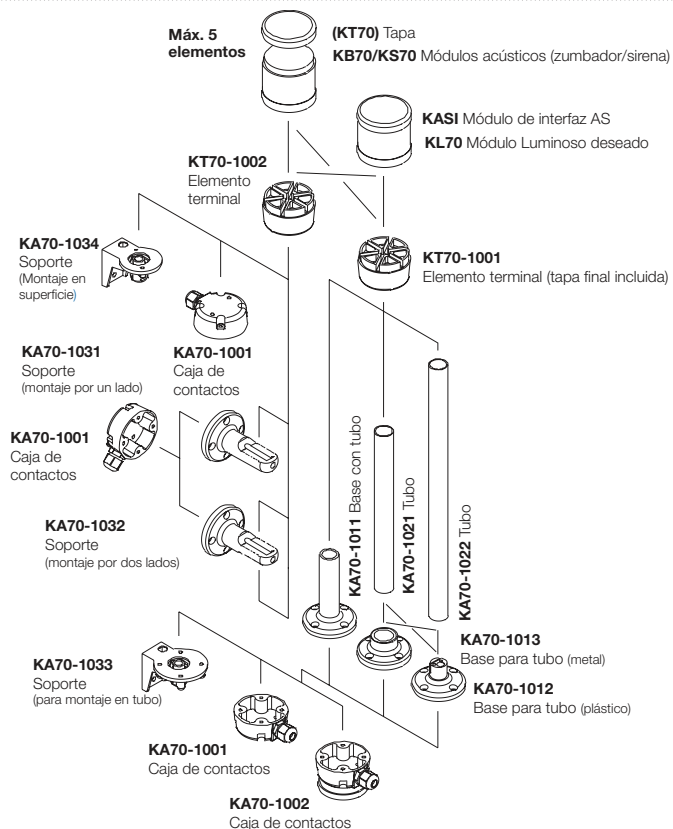 Máx. 5
elementos
(KT70) Tapa
KB70/KS70 Módulos acústicos (zumbador/sirena)
KASI Módulo de interfaz AS
KL70 Módulo Luminoso deseado
KT70-1002
Elemento
terminal
KT70-1001
Elemento terminal (tapa final incluida)
KA70-1034
Soporte
(Montaje en
superficie)
KA70-1001
Caja de
contactos
KA70-1031
Soporte
(montaje por un lado)
KA70-1001
Caja de
contactos
KA70-1032
Soporte
(montaje por dos lados)
KA70-1011 Base con tubo
KA70-1021 Tubo
KA70-1022 Tubo
KA70-1013
Base para tubo (metal)
KA70-1012
Base para tubo (plástico)
KA70-1033
Soporte
(para montaje en tubo)
KA70-1001
Caja de contactos
KA70-1002
Caja de contactos